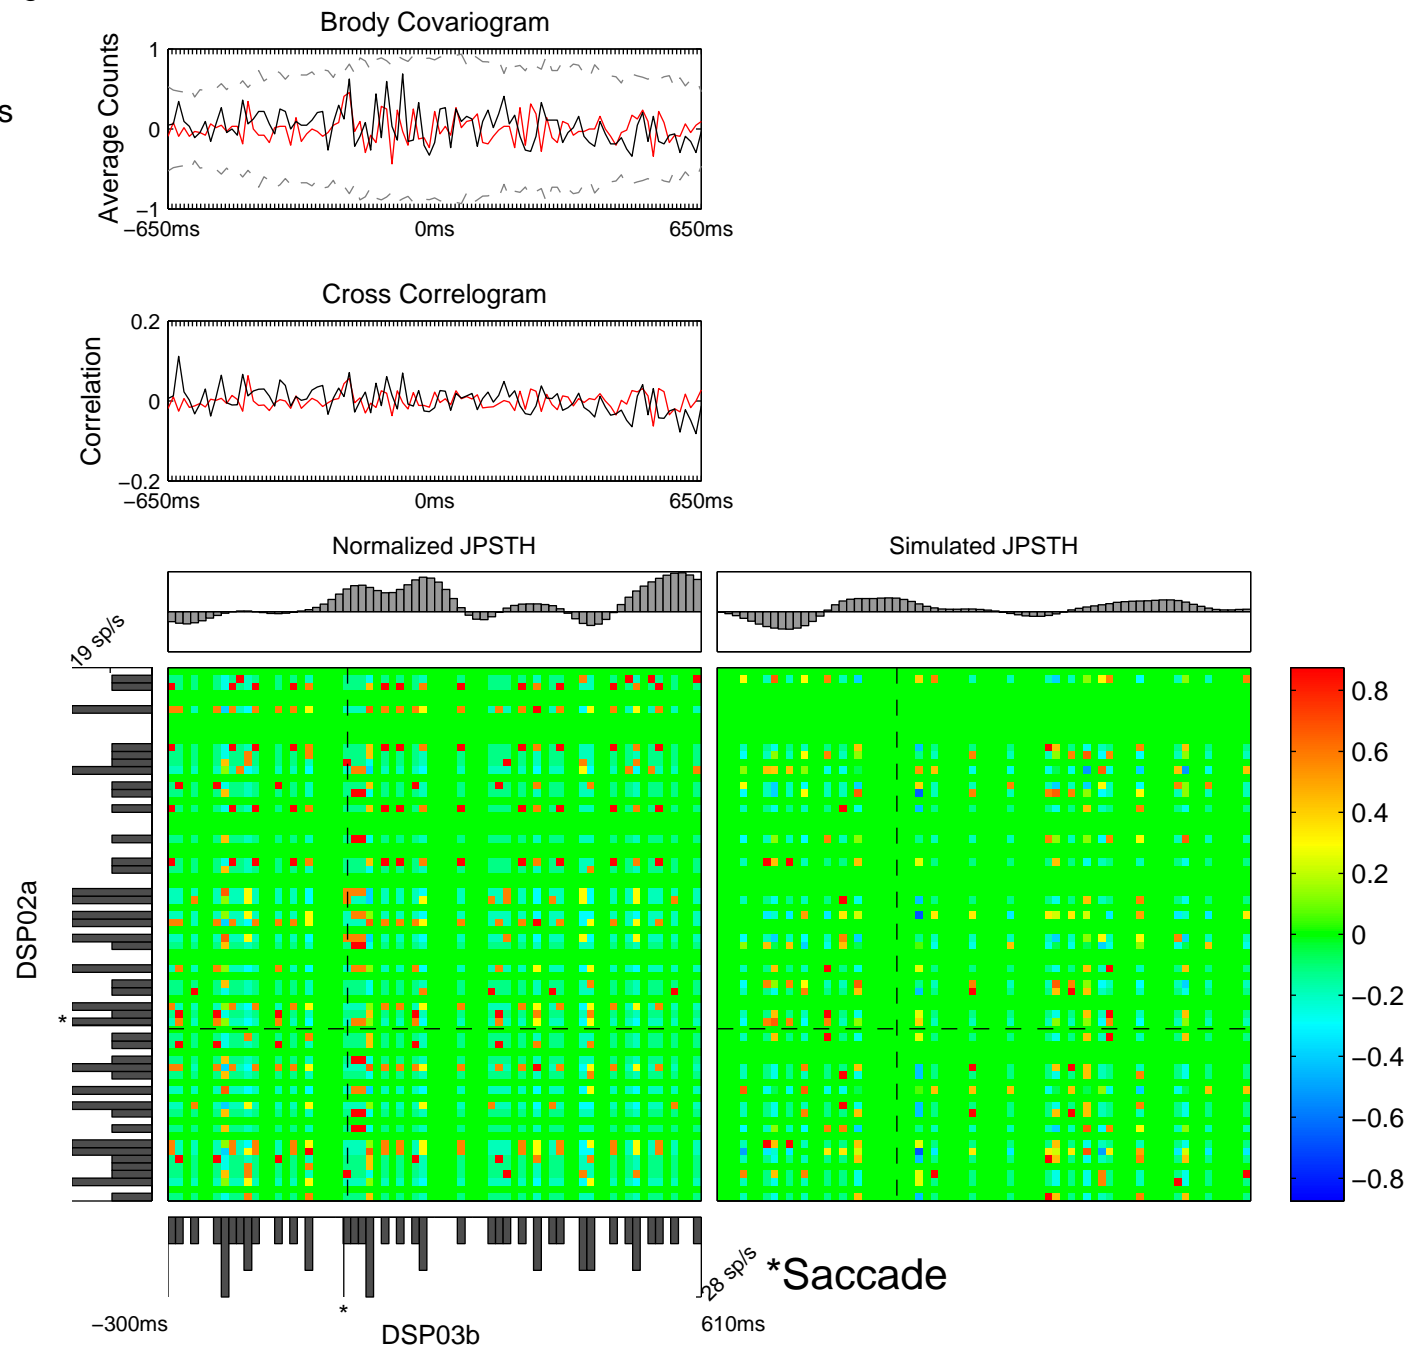 g
Brody Covariogram
s
Average Counts
1
0
−1
−650ms
0ms
650ms
Cross Correlogram
Correlation
0.2
0
−0.2
−650ms
0ms
650ms
Normalized JPSTH
Simulated JPSTH
19 sp/s
DSP02a
*
0.8
0.6
0.4
0.2
0
−0.2
−0.4
−0.6
−0.8
28 sp/s
*Saccade
*
−300ms
DSP03b
610ms